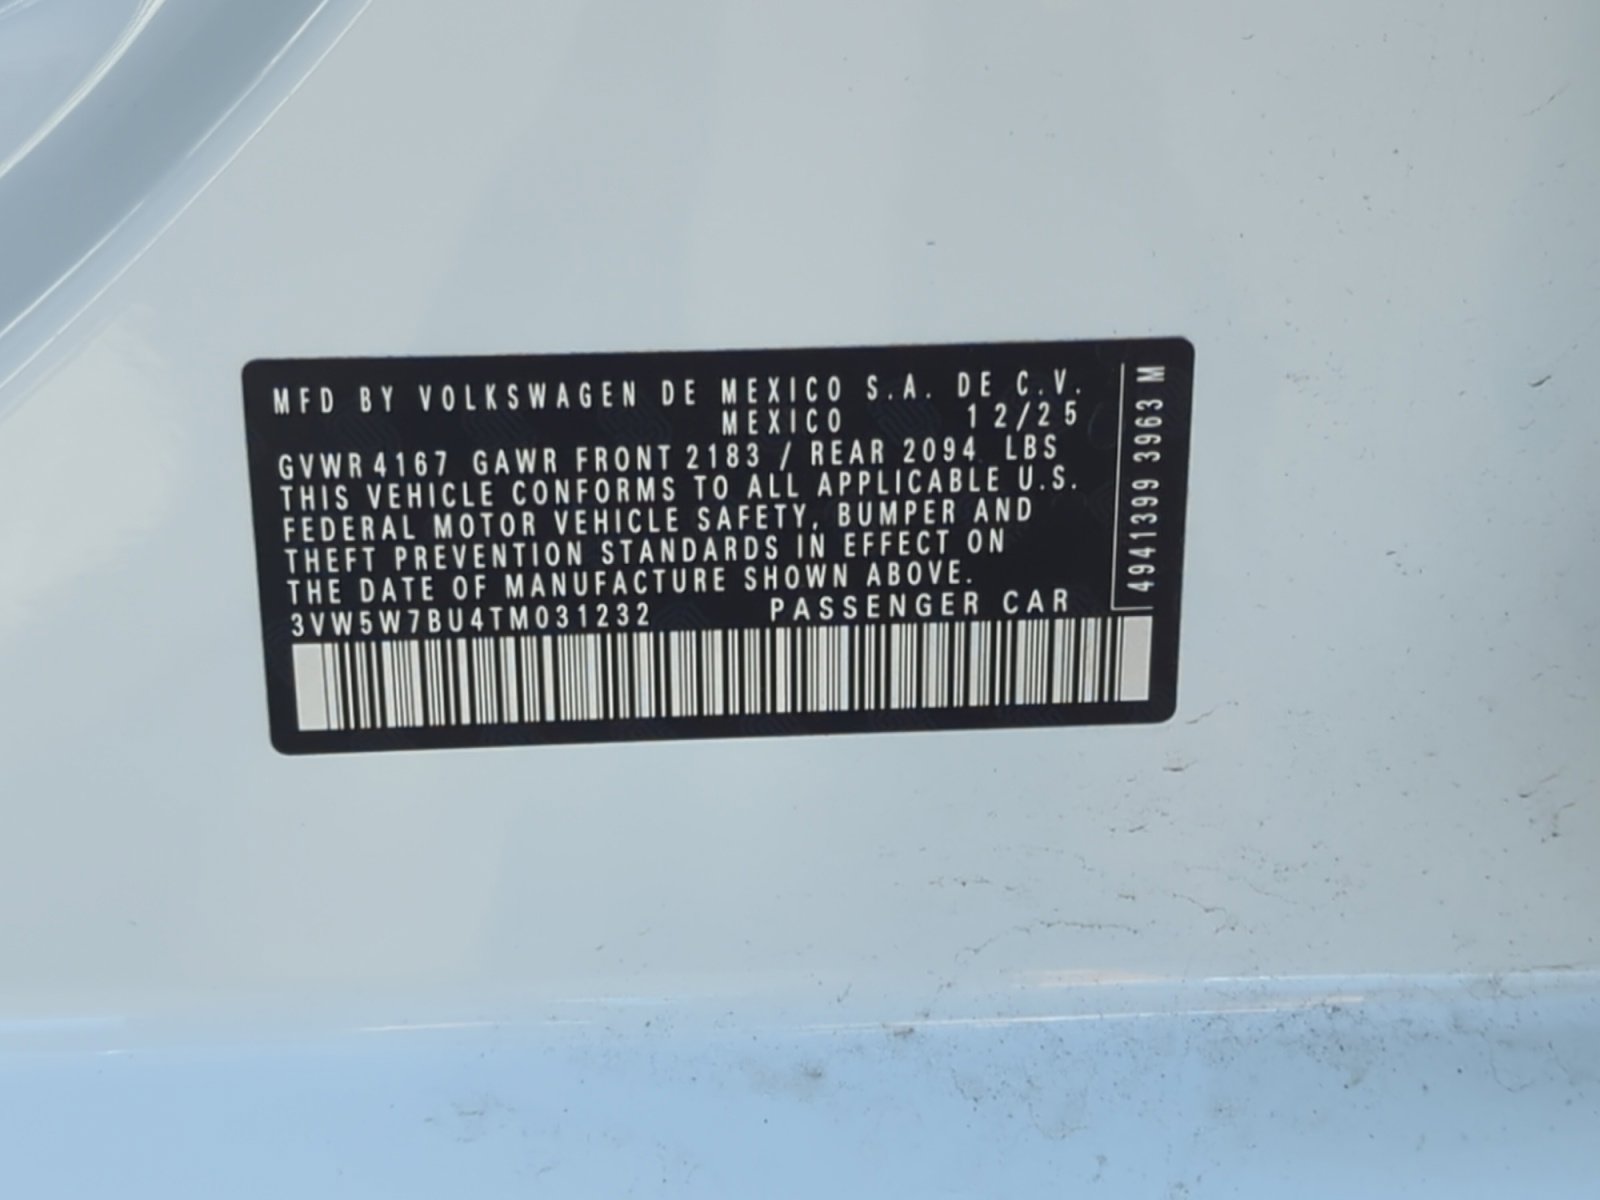 MFD BY VOLKSWAGEN DE MEXICO S.A. DE C.V.
MEXICO 12/25
GVWR 4167 GAWR FRONT 2183 / REAR 2094 LBS
THIS VEHICLE CONFORMS TO ALL APPLICABLE U.S.
FEDERAL MOTOR VEHICLE SAFETY, BUMPER AND
THEFT PREVENTION STANDARDS IN EFFECT ON
THE DATE OF MANUFACTURE SHOWN ABOVE.
3VW5W7BU4TM031232 PASSENGER CAR
4941399 3963 M